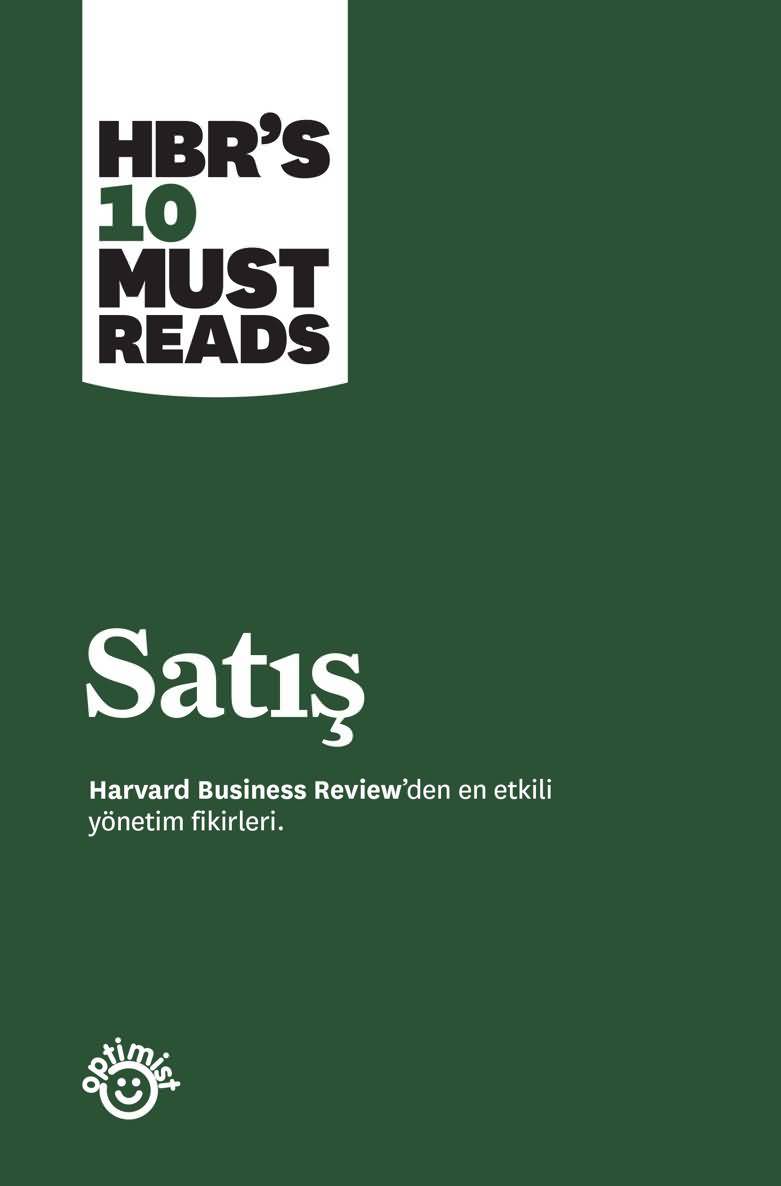 HBR’S
10
MUST
READS
Satış
Harvard Business Review’den en etkili
yönetim fikirleri.
optimist